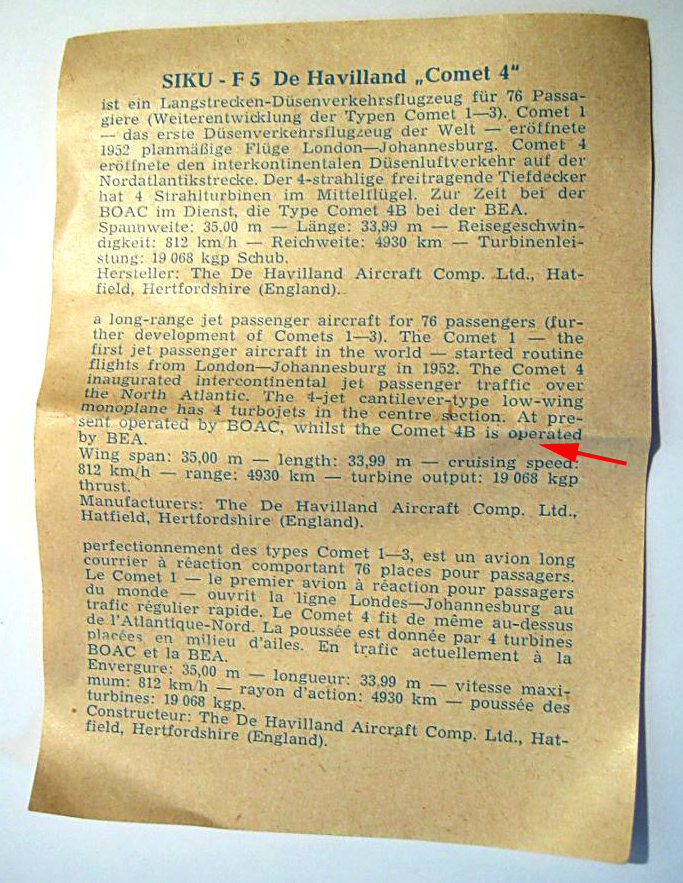 SIKU - F 5 De Havilland „Comet 4“
ist ein Langstrecken-Düsenverkehrsflugzeug für 76 Passa-
giere (Weiterentwicklung der Typen Comet 1—3). Comet 1
— das erste Düsenverkehrsflugzeug der Welt — eröffnete
1952 planmäßige Flüge London—Johannesburg. Comet 4
eröffnete den interkontinentalen Düsenluftverkehr auf der
Nordatlantikstrecke. Der 4-strahlige freitragende Tiefdecker
hat 4 Strahlturbinen im Mittelflügel. Zur Zeit bei der
BOAC im Dienst, die Type Comet 4B bei der BEA.
Spannweite: 35,00 m — Länge: 33,99 m — Reisegeschwin-
digkeit: 812 km/h — Reichweite: 4930 km — Turbinenlei-
stung: 19 068 kgp Schub.
Hersteller: The De Havilland Aircraft Comp. Ltd., Hat-
field, Hertfordshire (England).
a long-range jet passenger aircraft for 76 passengers (fur-
ther development of Comets 1—3). The Comet 1 — the
first jet passenger aircraft in the world — started routine
flights from London—Johannesburg in 1952. The Comet 4
inaugurated intercontinental jet passenger traffic over
the North Atlantic. The 4-jet cantilever-type low-wing
monoplane has 4 turbojets in the centre section. At pre-
sent operated by BOAC, whilst the Comet 4B is operated
by BEA.
Wing span: 35,00 m — length: 33,99 m — cruising speed:
812 km/h — range: 4930 km — turbine output: 19 068 kgp
thrust.
Manufacturers: The De Havilland Aircraft Comp. Ltd.,
Hatfield, Hertfordshire (England).
perfectionnement des types Comet 1—3, est un avion long
courrier à réaction comportant 76 places pour passagers.
Le Comet 1 — le premier avion à réaction pour passagers
du monde — ouvrit la ligne Londes—Johannesburg au
trafic régulier rapide. Le Comet 4 fit de même au-dessus
de l'Atlantique-Nord. La poussée est donnée par 4 turbines
placées en milieu d'ailes. En trafic actuellement à la
BOAC et la BEA.
Envergure: 35,00 m — longueur: 33,99 m — vitesse maxi-
mum: 812 km/h — rayon d'action: 4930 km — poussée des
turbines: 19 068 kgp.
Constructeur: The De Havilland Aircraft Comp. Ltd., Hat-
field, Hertfordshire (England).